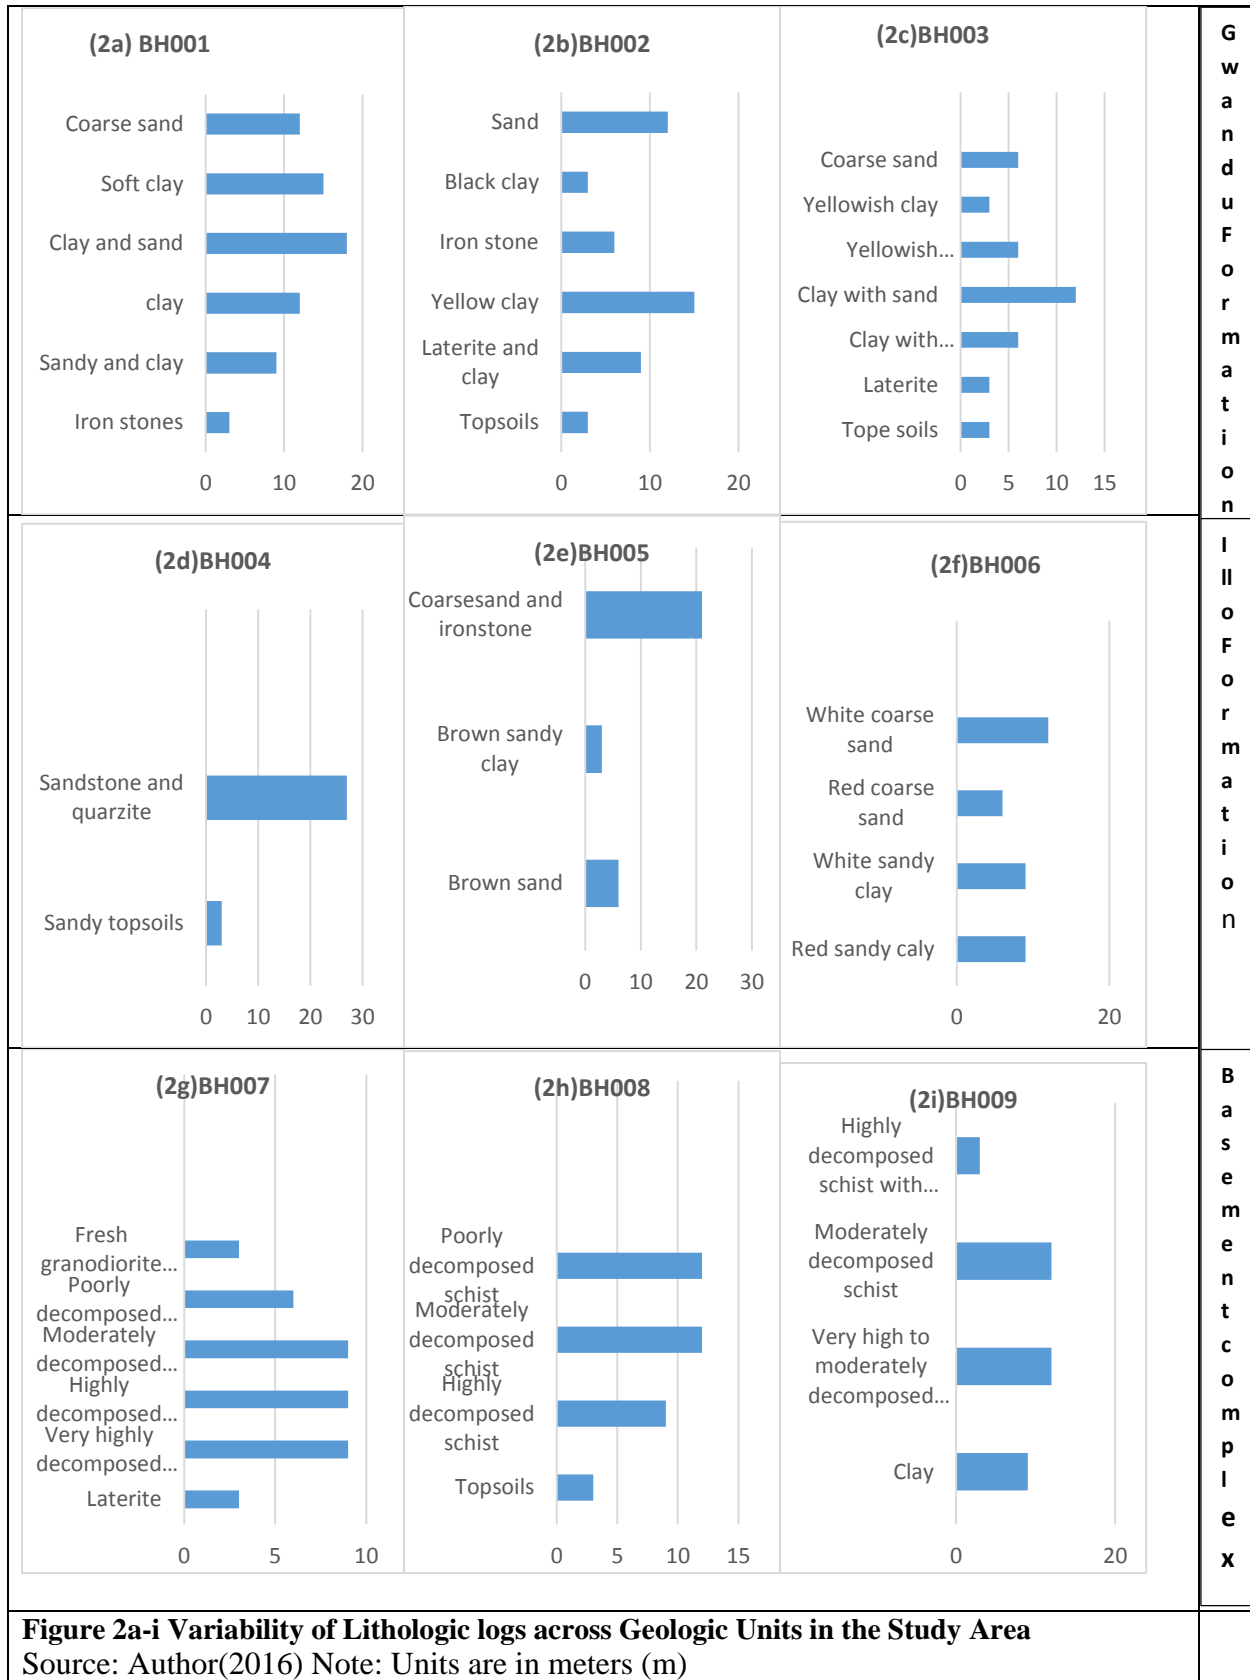 (2a) BH001
Coarse sand
Soft clay
Clay and sand
clay
Sandy and clay
Iron stones
0 10 20
(2b)BH002
Sand
Black clay
Iron stone
Yellow clay
Laterite and
clay
Topsoils
0 10 20
(2c)BH003
Coarse sand
Yellowish clay
Yellowish...
Clay with sand
Clay with...
Laterite
Tope soils
0 5 10 15
G
w
a
n
d
u
F
o
r
m
a
t
i
o
n
(2d)BH004
Sandstone and
quarzite
Sandy topsoils
0 10 20 30
(2e)BH005
Coarsesand and
ironstone
Brown sandy
clay
Brown sand
0 10 20 30
(2f)BH006
White coarse
sand
Red coarse
sand
White sandy
clay
Red sandy caly
0 20
I
ll
o
F
o
r
m
a
t
i
o
n
(2g)BH007
Fresh
granodiorite...
Poorly
decomposed...
Moderately
decomposed...
Highly
decomposed...
Very highly
decomposed...
Laterite
0 5 10
(2h)BH008
Poorly
decomposed
schist
Moderately
decomposed
schist
Highly
decomposed
schist
Topsoils
0 5 10 15
(2i)BH009
Highly
decomposed
schist with...
Moderately
decomposed
schist
Very high to
moderately
decomposed...
Clay
0 20
B
a
s
e
m
e
n
t
c
o
m
p
l
e
x
Figure 2a-i Variability of Lithologic logs across Geologic Units in the Study Area
Source: Author(2016) Note: Units are in meters (m)